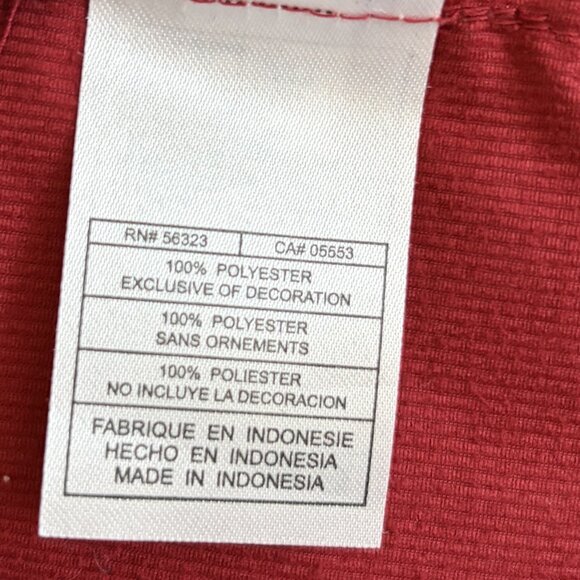 RN# 56323 CA# 05553
100% POLYESTER
EXCLUSIVE OF DECORATION
100% POLYESTER
SANS ORNEMENTS
100% POLIESTER
NO INCLUYE LA DECORACION
FABRIQUE EN INDONESIE
HECHO EN INDONESIA
MADE IN INDONESIA